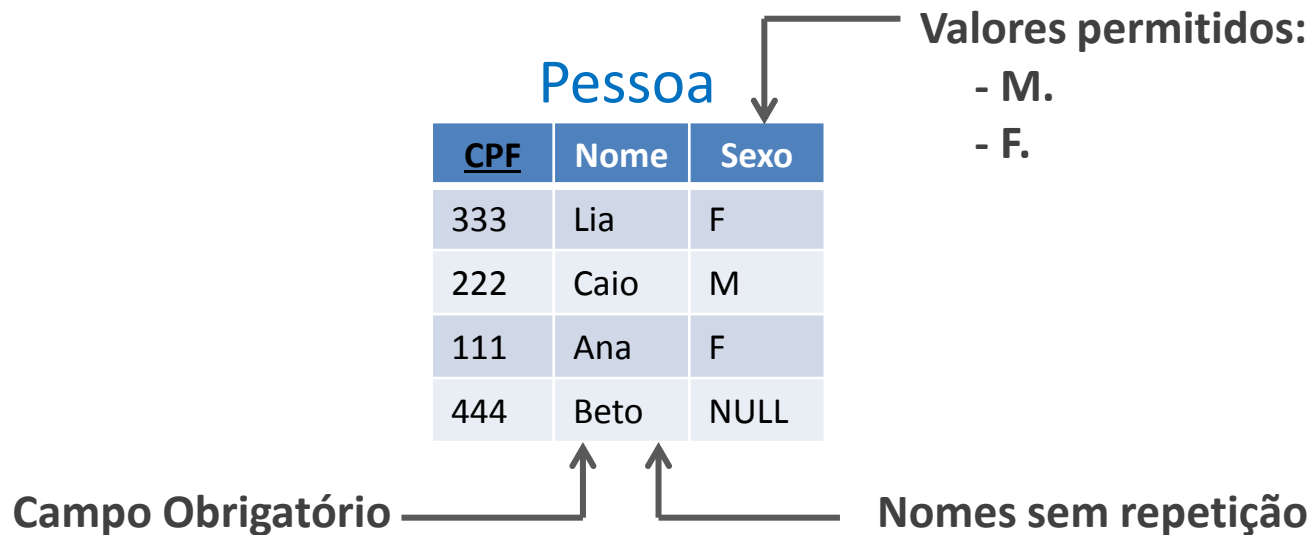 Valores permitidos:
- M.
- F.
Pessoa
CPF Nome Sexo
333 Lia F
222 Caio M
111 Ana F
444 Beto NULL
Campo Obrigatório
Nomes sem repetição